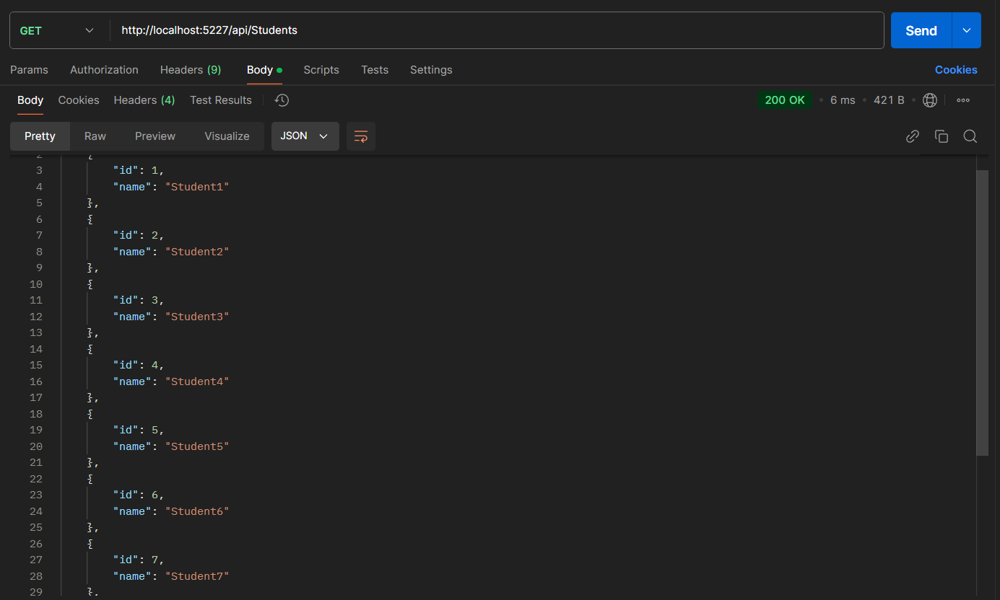 GET http://localhost:5227/api/Students Send
Params Authorization Headers (9) Body Scripts Tests Settings Cookies
Body Cookies Headers (4) Test Results 200 OK • 6 ms • 421 B •
Pretty Raw Preview Visualize JSON
2 {
3 "id": 1,
4 "name": "Student1"
5 },
6 {
7 "id": 2,
8 "name": "Student2"
9 },
10 {
11 "id": 3,
12 "name": "Student3"
13 },
14 {
15 "id": 4,
16 "name": "Student4"
17 },
18 {
19 "id": 5,
20 "name": "Student5"
21 },
22 {
23 "id": 6,
24 "name": "Student6"
25 },
26 {
27 "id": 7,
28 "name": "Student7"
29 },